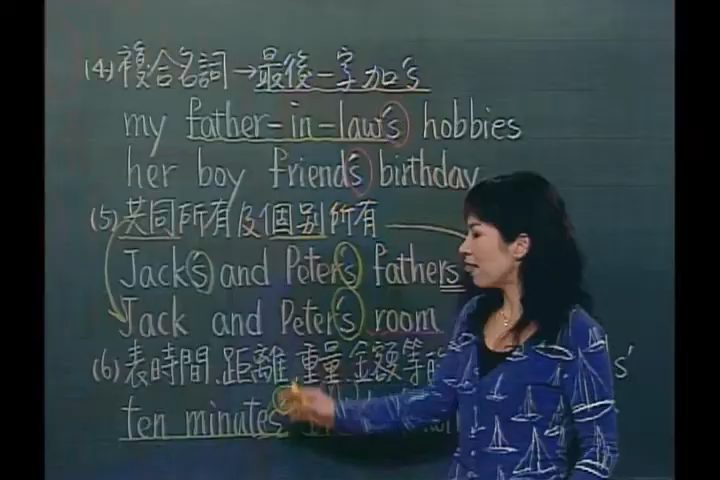 (4)複合名詞→最後一字加's
my father-in-law's hobbies
her boy friend's birthday
(5)共同所有及個別所有
Jack's and Peter's fathers
Jack and Peter's room
(6)表時間、距離、重量、金額等的 s'
ten minutes